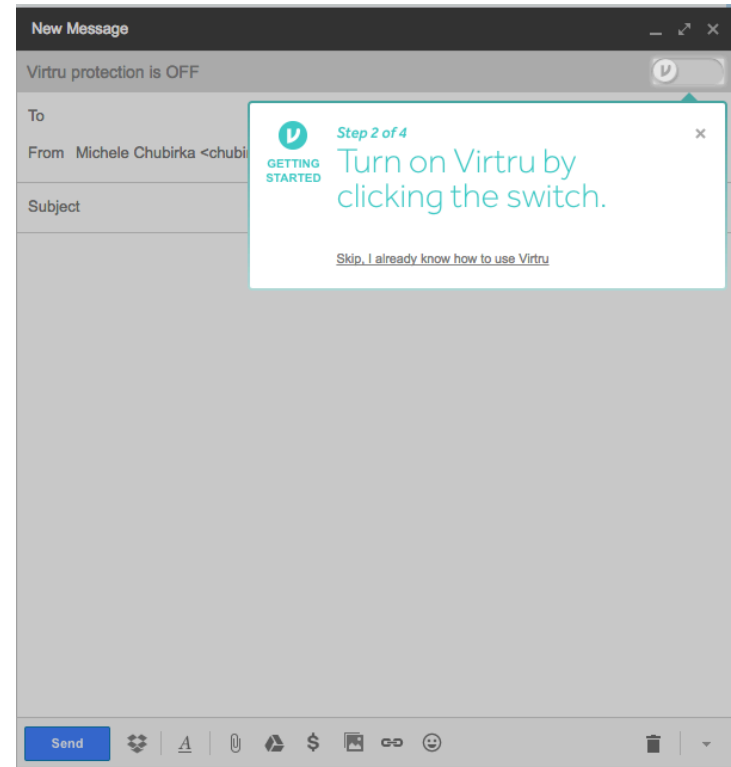 New Message
Virtru protection is OFF
To
From Michele Chubirka <chubi
Subject
Step 2 of 4
GETTING
STARTED
Turn on Virtru by
clicking the switch.
Skip, I already know how to use Virtru
Send